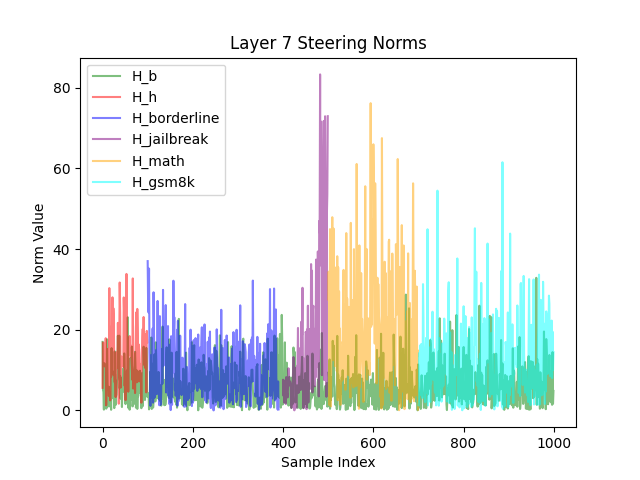 Layer 7 Steering Norms
H_b
H_h
H_borderline
H_jailbreak
H_math
H_gsm8k
80
60
40
20
0
Norm Value
0 200 400 600 800 1000
Sample Index